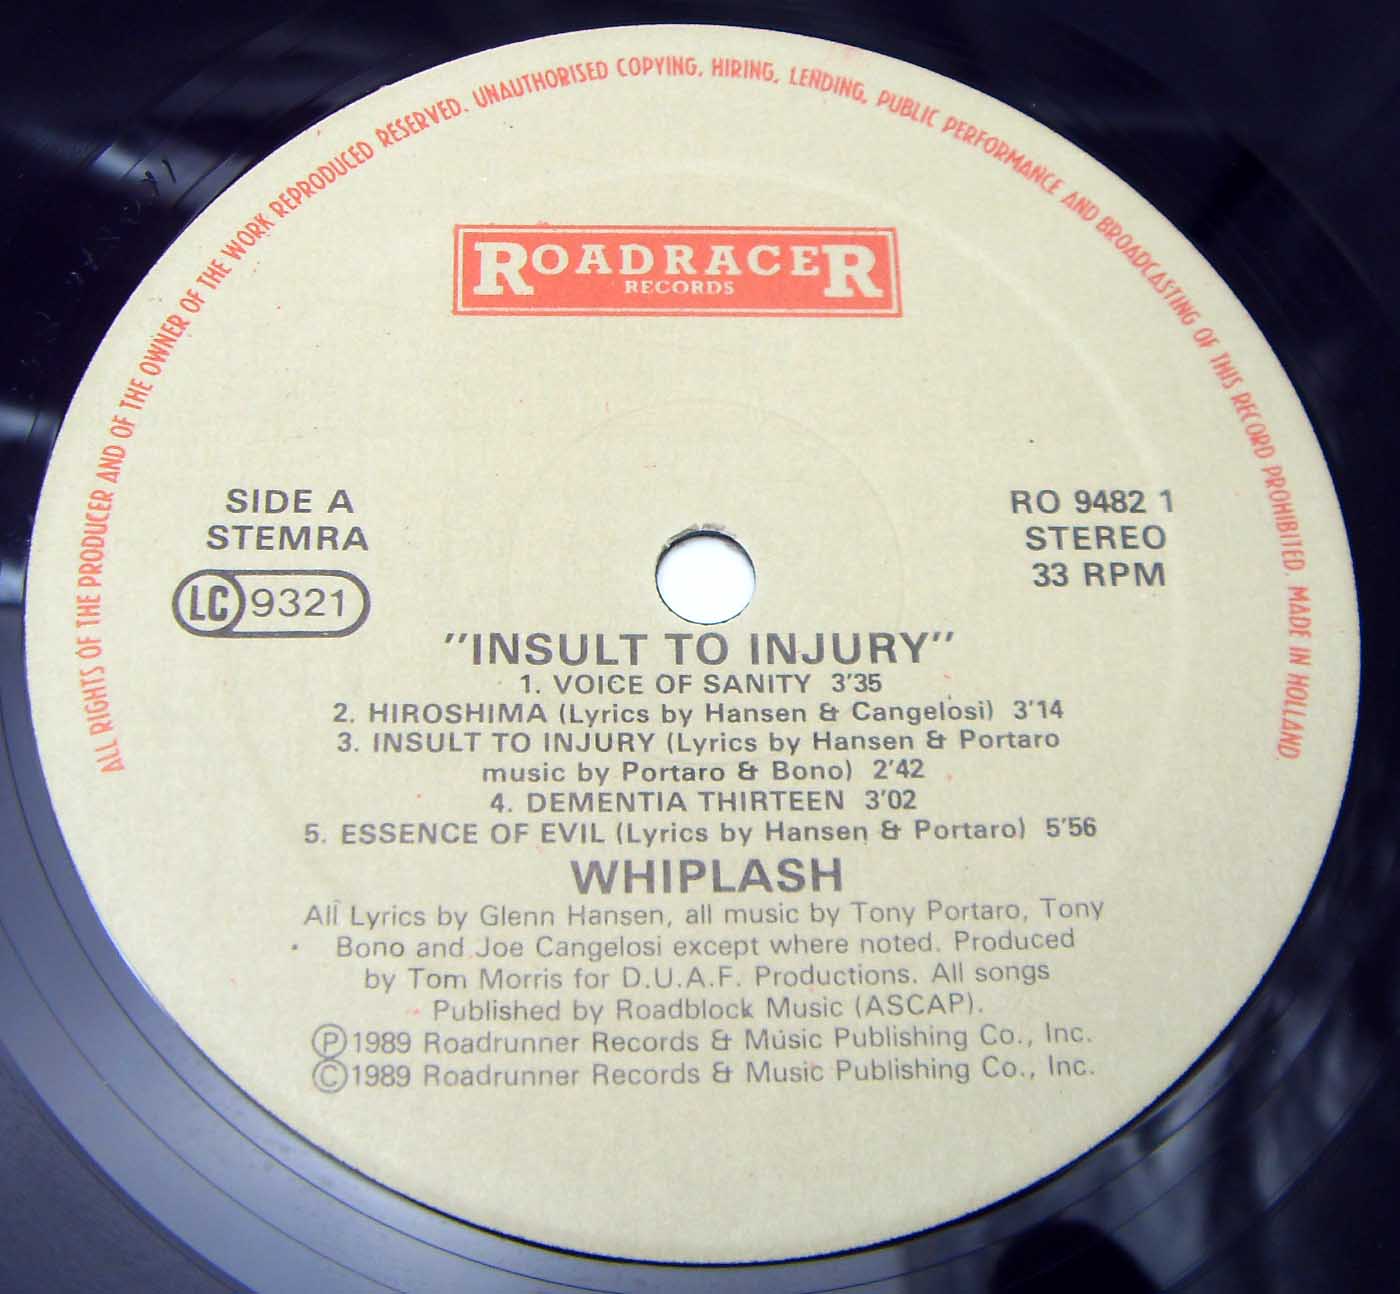 ALL RIGHTS OF THE PRODUCER AND OF THE OWNER OF THE WORK REPRODUCED RESERVED. UNAUTHORISED COPYING, HIRING, LENDING, PUBLIC PERFORMANCE AND BROADCASTING OF THIS RECORD PROHIBITED. MADE IN HOLLAND.
ROADRACER
RECORDS
SIDE A
STEMRA
LC 9321
RO 9482 1
STEREO
33 RPM
"INSULT TO INJURY"
1. VOICE OF SANITY 3'35
2. HIROSHIMA (Lyrics by Hansen & Cangelosi) 3'14
3. INSULT TO INJURY (Lyrics by Hansen & Portaro
music by Portaro & Bono) 2'42
4. DEMENTIA THIRTEEN 3'02
5. ESSENCE OF EVIL (Lyrics by Hansen & Portaro) 5'56
WHIPLASH
All Lyrics by Glenn Hansen, all music by Tony Portaro, Tony
Bono and Joe Cangelosi except where noted. Produced
by Tom Morris for D.U.A.F. Productions. All songs
Published by Roadblock Music (ASCAP).
Ⓟ1989 Roadrunner Records & Music Publishing Co., Inc.
©1989 Roadrunner Records & Music Publishing Co., Inc.